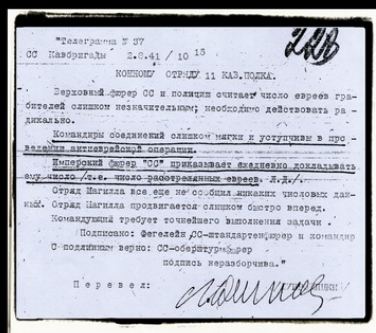 "Телеграмма N 37
228
СС Кавбригады 2.8.41 / 10 15
КОННОМУ ОТРЯДУ 11 КАВ.ПОЛКА.
Верховный фюрер СС и полиции считает число евреев гра-
бителей слишком незначительным; необходимо действовать ра-
дикально.
Командиры соединений слишком мягки и уступчивы в про-
ведении антиеврейской операции.
Имперский фюрер "СС" приказывает ежедневно докладывать
ему число /т.е. число расстрелянных евреев.
Отряд Магилла все еще не сообщил никаких числовых дан-
ных. Отряд Магилла продвигается слишком быстро вперед.
Командующий требует точнейшего выполнения задачи.
/Подписано: Фегелейн СС-штандартенфюрер и командир
С подлинным верно: СС-оберштурмфюрер
подпись неразборчива."
Перевел: